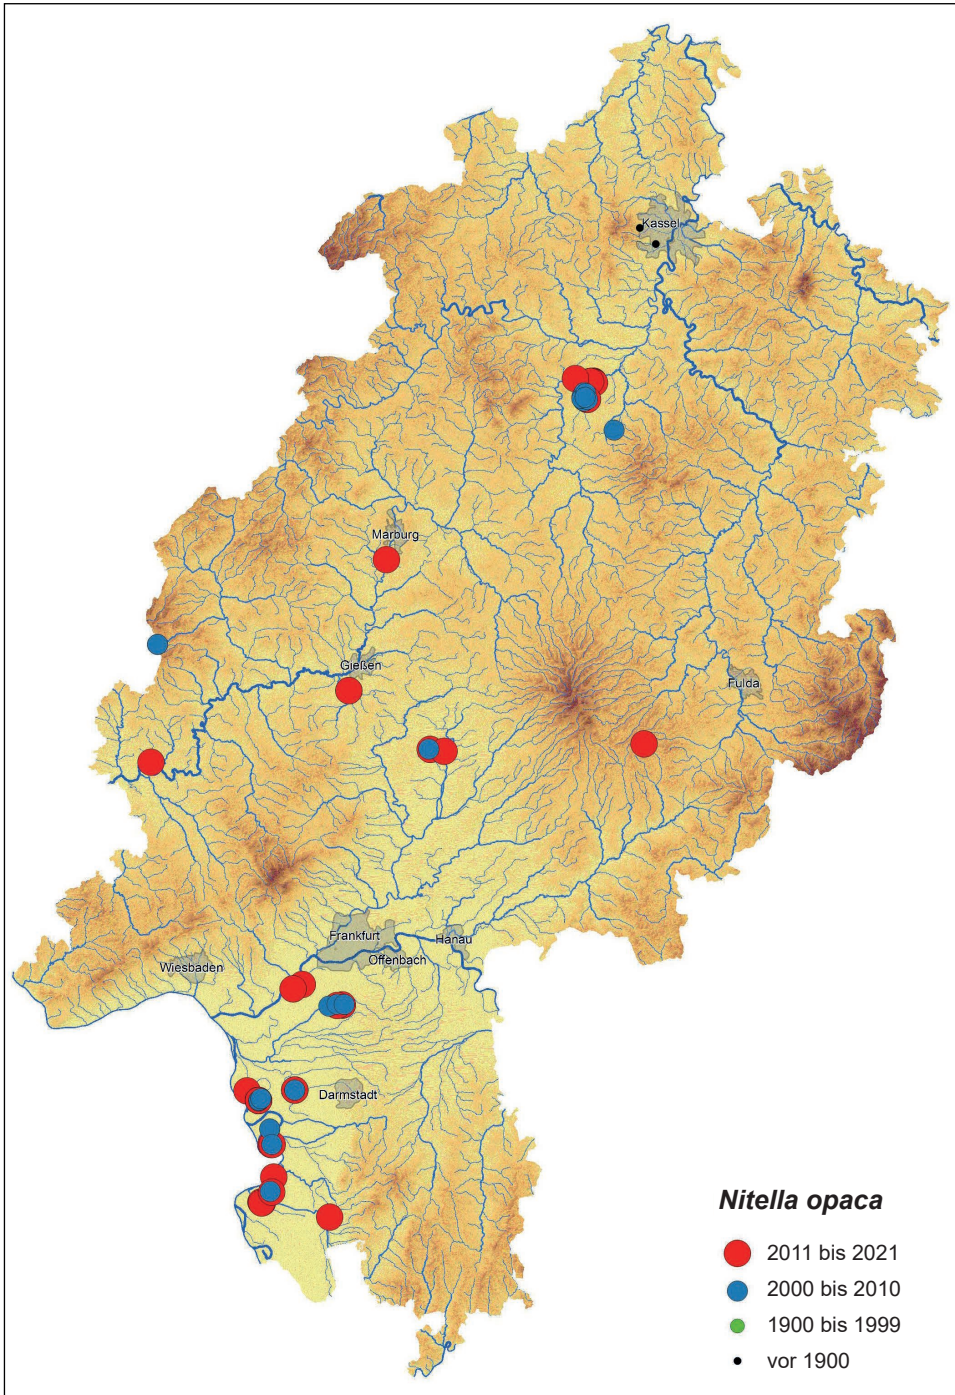 Kassel
Marburg
Gießen
Fulda
Frankfurt
Hanau
Offenbach
Wiesbaden
Darmstadt
Nitella opaca
2011 bis 2021
2000 bis 2010
1900 bis 1999
vor 1900